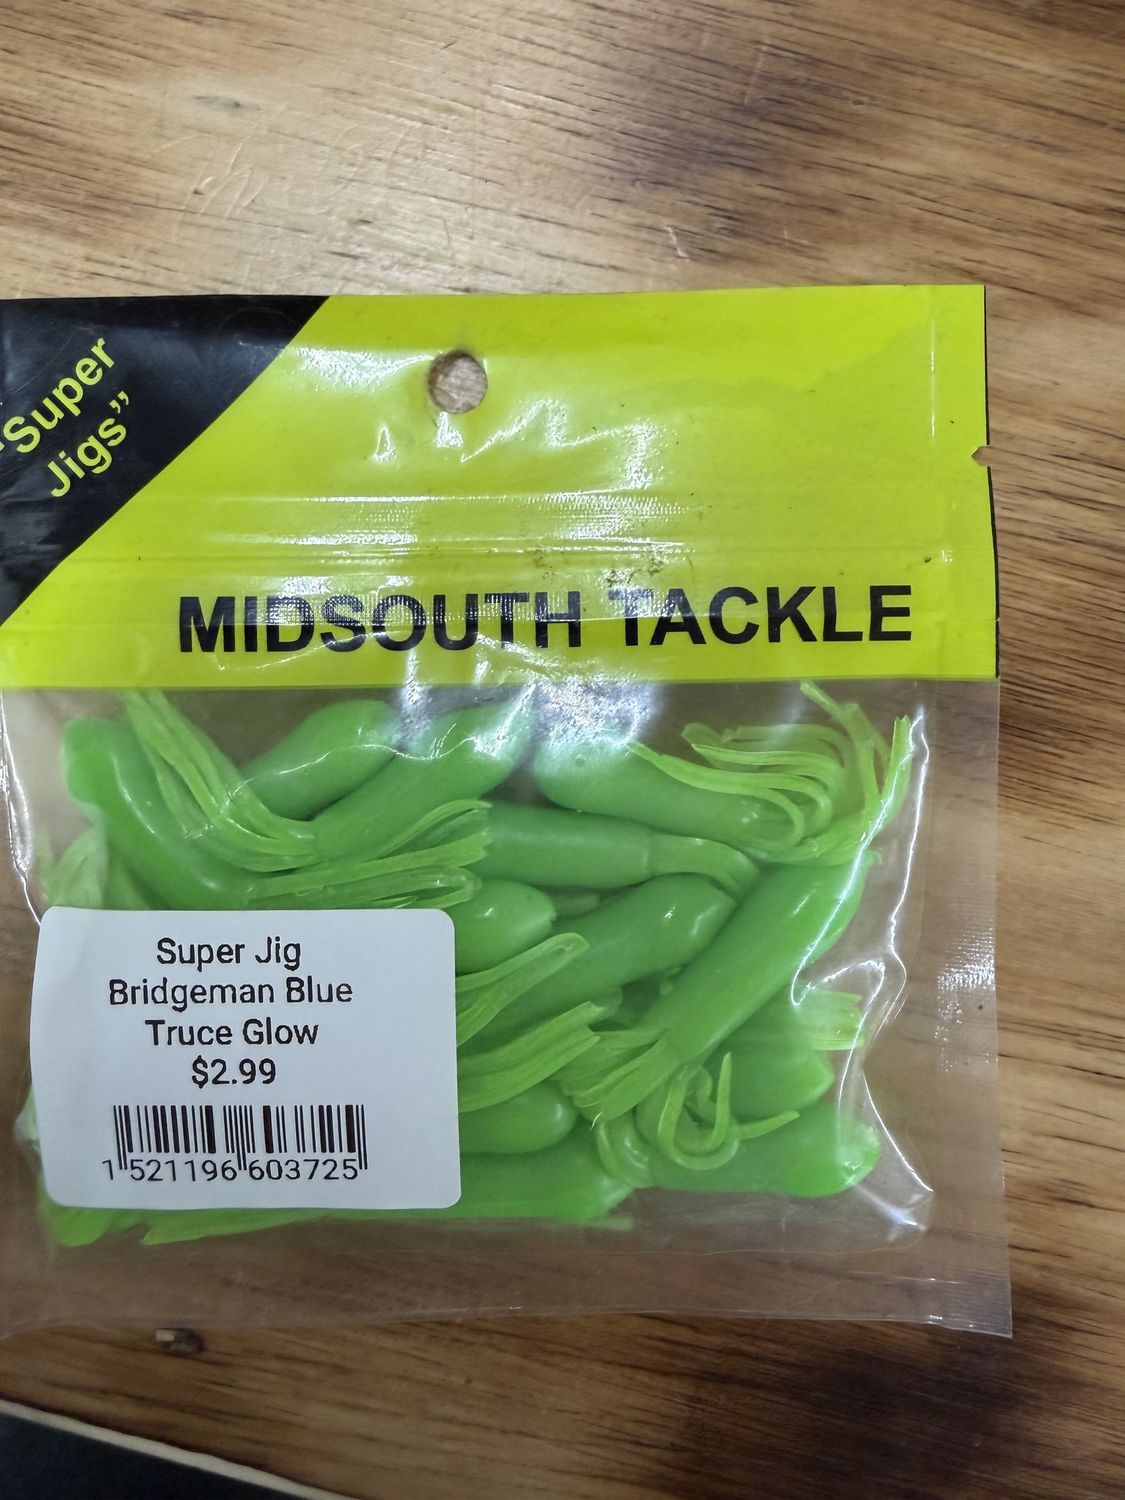 "Super
Jigs"
MIDSOUTH TACKLE
Super Jig
Bridgeman Blue
Truce Glow
$2.99
1 521196 603725